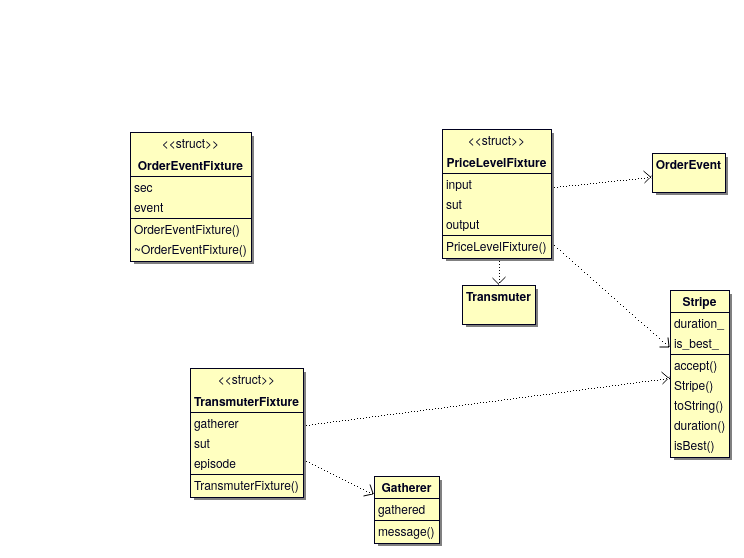 <<struct>>
OrderEventFixture
sec
event
OrderEventFixture()
~OrderEventFixture()
<<struct>>
PriceLevelFixture
input
sut
output
PriceLevelFixture()
OrderEvent
Transmuter
Stripe
duration_
is_best_
accept()
Stripe()
toString()
duration()
isBest()
<<struct>>
TransmuterFixture
gatherer
sut
episode
TransmuterFixture()
Gatherer
gathered
message()